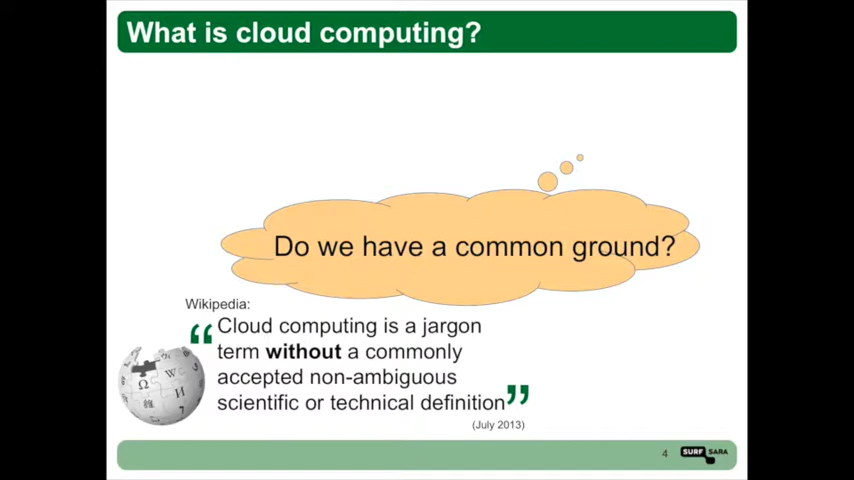 What is cloud computing?
Do we have a common ground?
Wikipedia:
“Cloud computing is a jargon
term without a commonly
accepted non-ambiguous
scientific or technical definition”
(July 2013)
Ω W И 7
4 SURF SARA